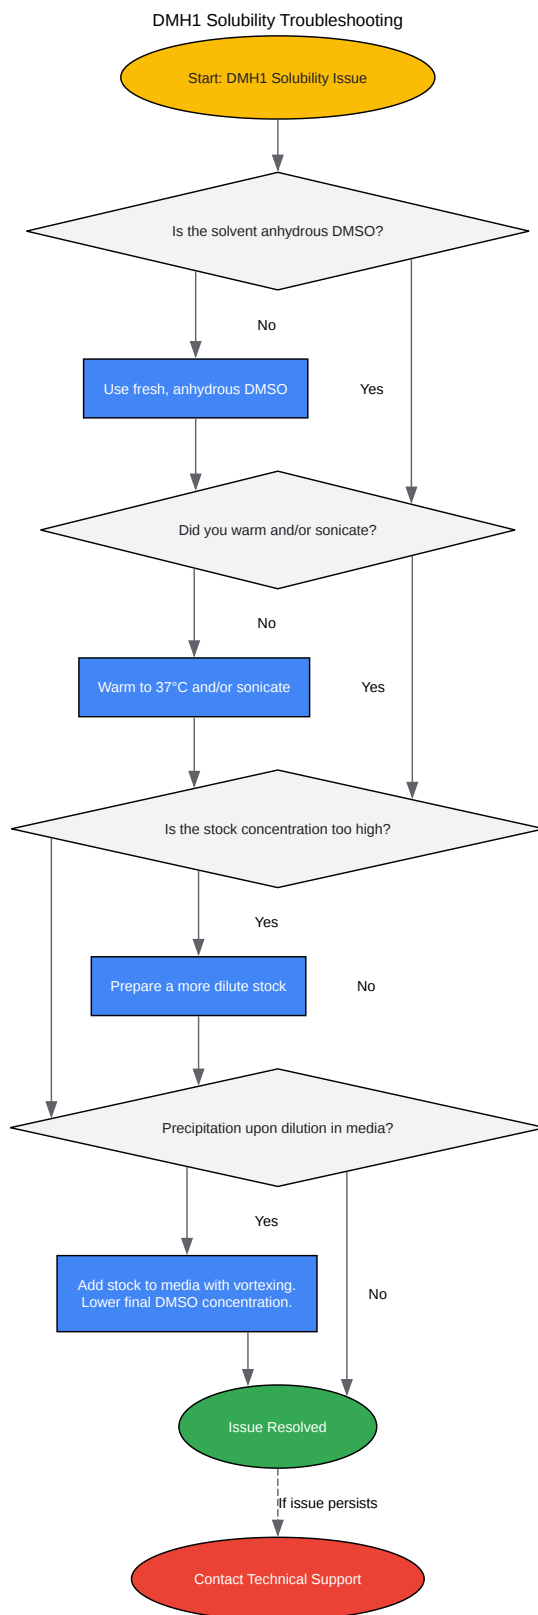 DMH1 Solubility Troubleshooting
Start: DMH1 Solubility Issue
Is the solvent anhydrous DMSO?
No
Use fresh, anhydrous DMSO
Yes
Did you warm and/or sonicate?
No
Warm to 37°C and/or sonicate
Yes
Is the stock concentration too high?
Yes
Prepare a more dilute stock
No
Precipitation upon dilution in media?
Yes
Add stock to media with vortexing.
Lower final DMSO concentration.
No
Issue Resolved
If issue persists
Contact Technical Support